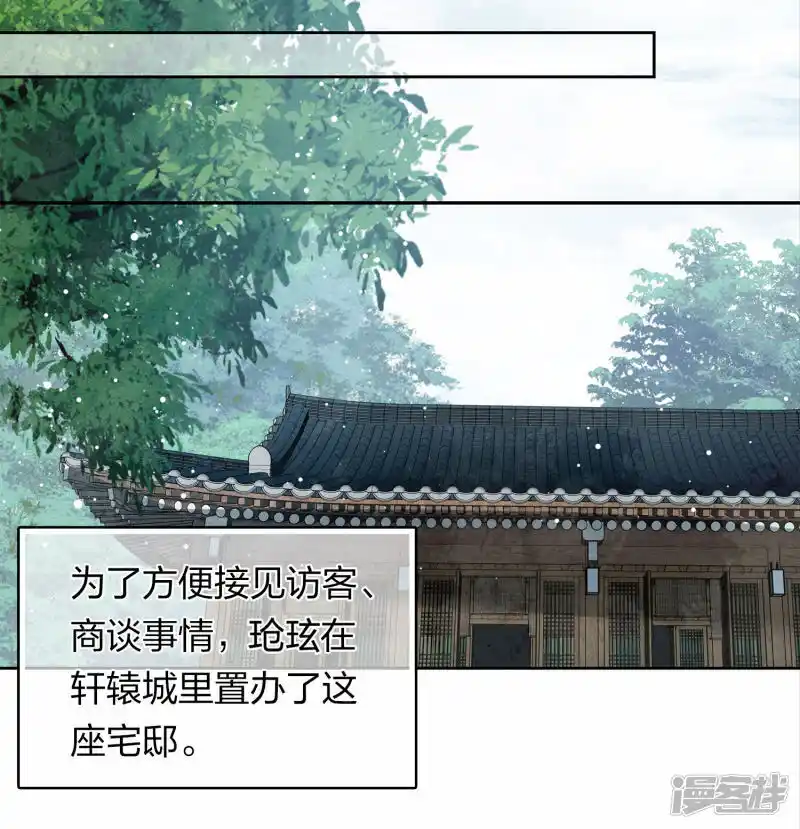 为了方便接见访客、
商谈事情，玱玹在
轩辕城里置办了这
座宅邸。
漫客栈